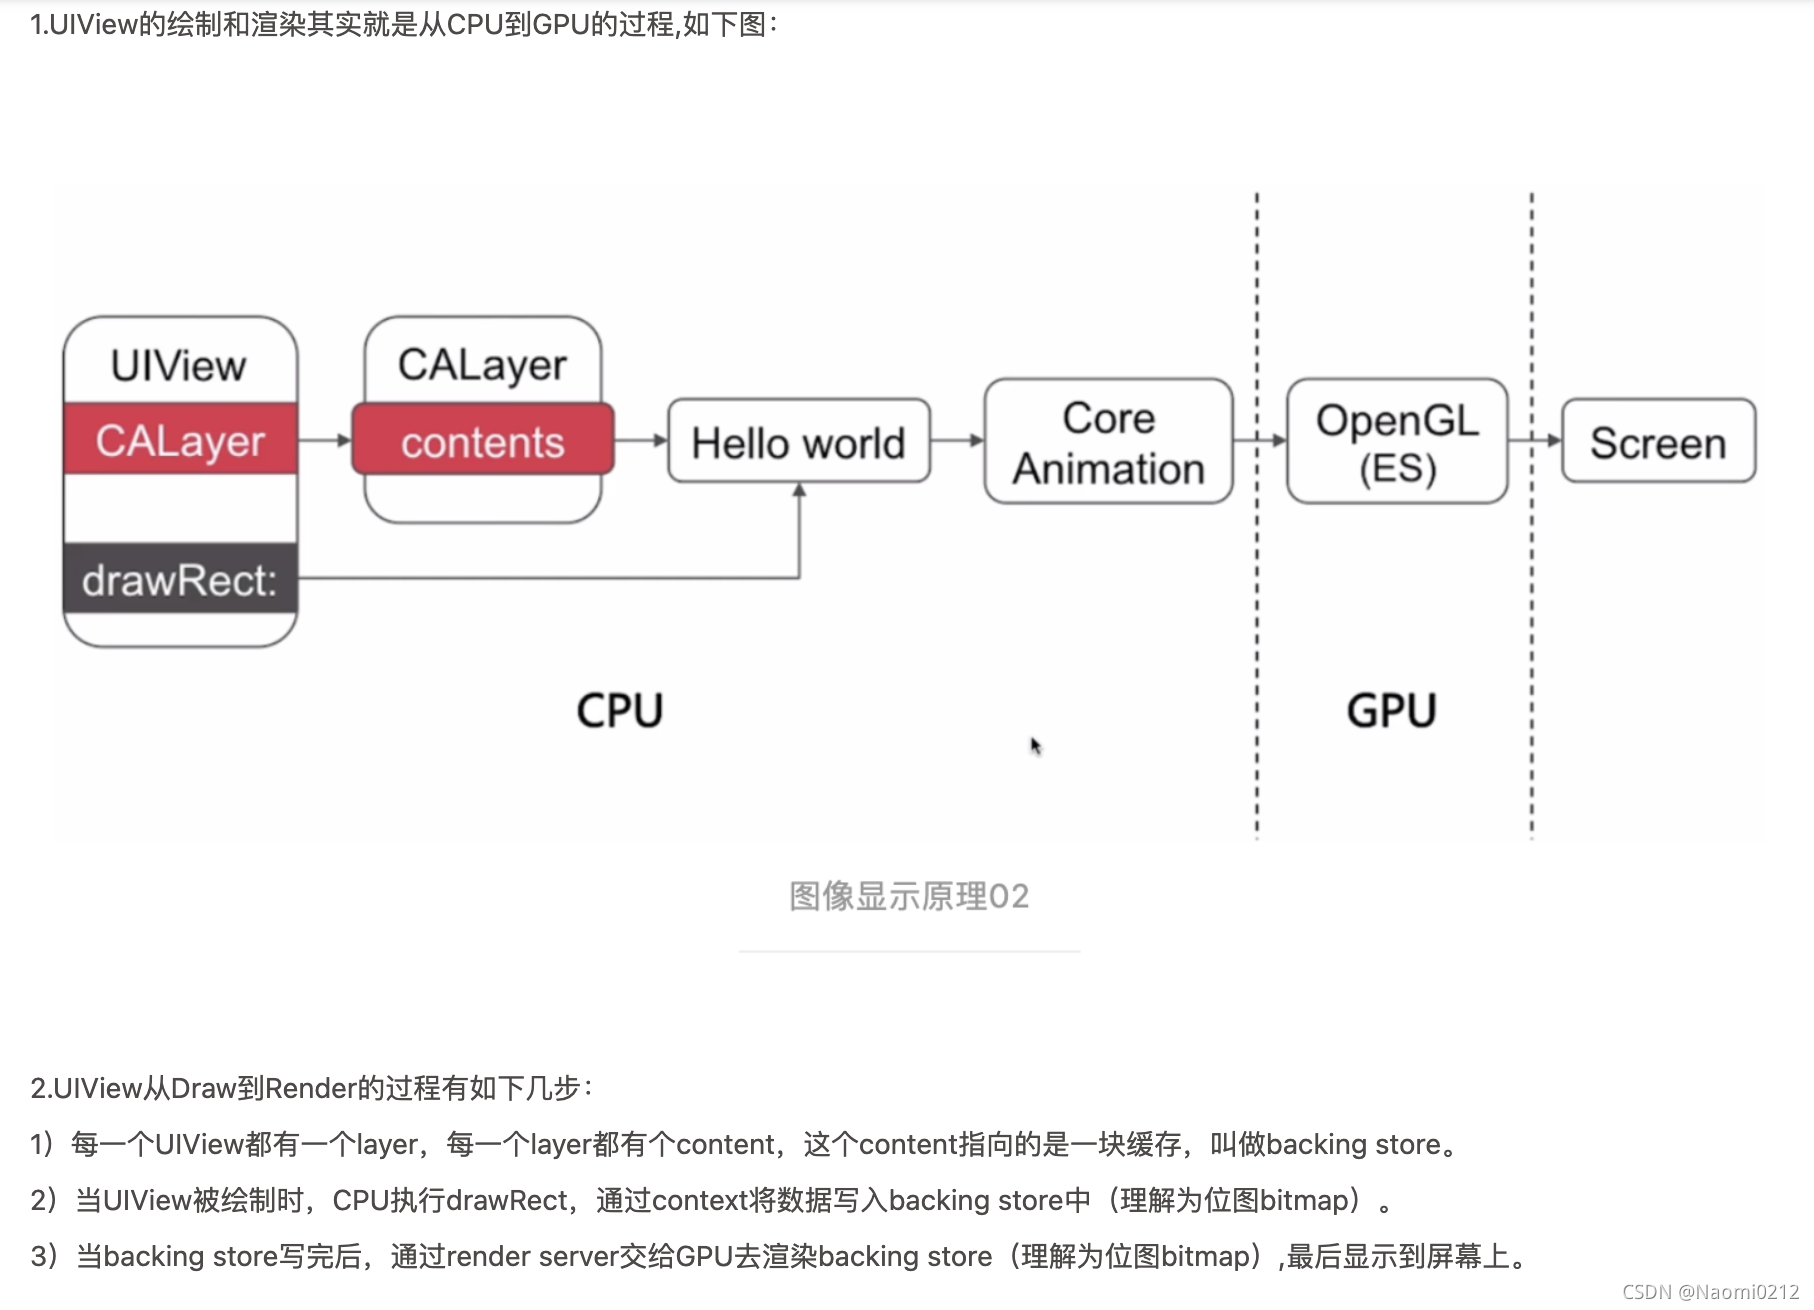 1.UIView的绘制和渲染其实就是从CPU到GPU的过程,如下图：
UIView
CALayer
drawRect:
CALayer
contents
Hello world
Core
Animation
OpenGL
(ES)
Screen
CPU
GPU
图像显示原理02
2.UIView从Draw到Render的过程有如下几步：
1）每一个UIView都有一个layer，每一个layer都有个content，这个content指向的是一块缓存，叫做backing store。
2）当UIView被绘制时，CPU执行drawRect，通过context将数据写入backing store中（理解为位图bitmap）。
3）当backing store写完后，通过render server交给GPU去渲染backing store（理解为位图bitmap）,最后显示到屏幕上。
CSDN @Naomi0212